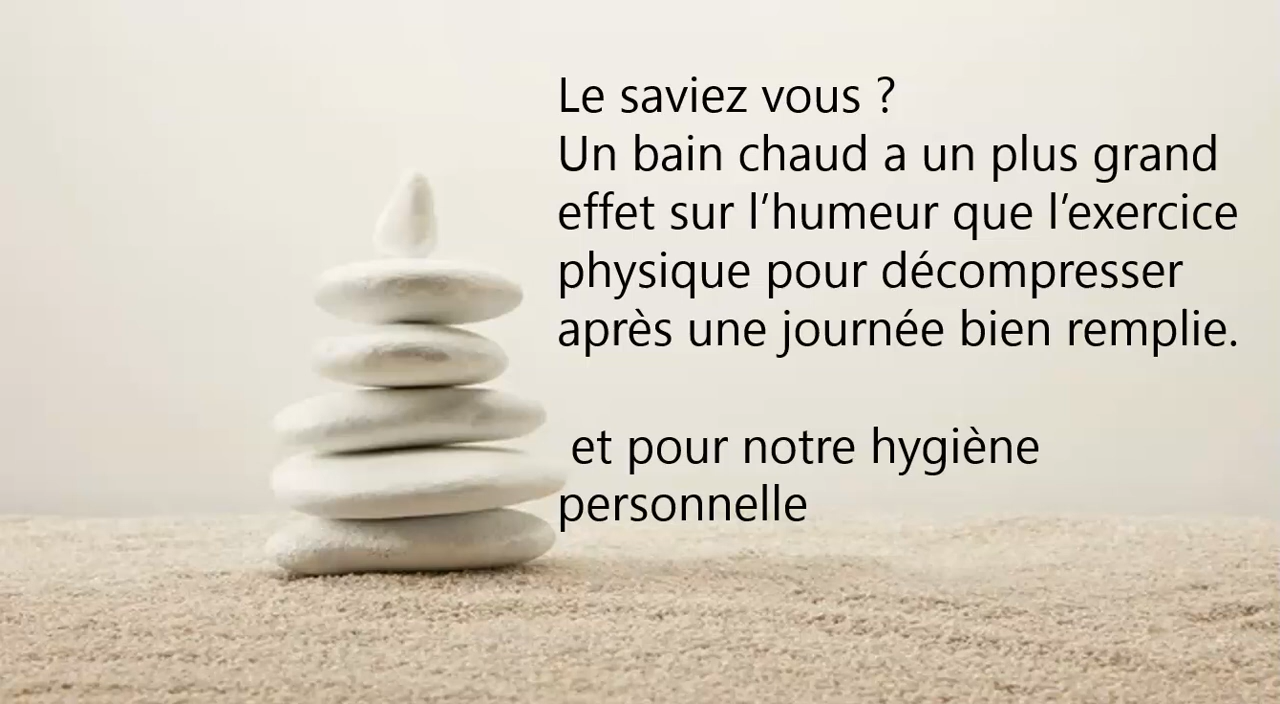 Le saviez vous ?
Un bain chaud a un plus grand
effet sur l’humeur que l’exercice
physique pour décompresser
après une journée bien remplie.
et pour notre hygiène
personnelle